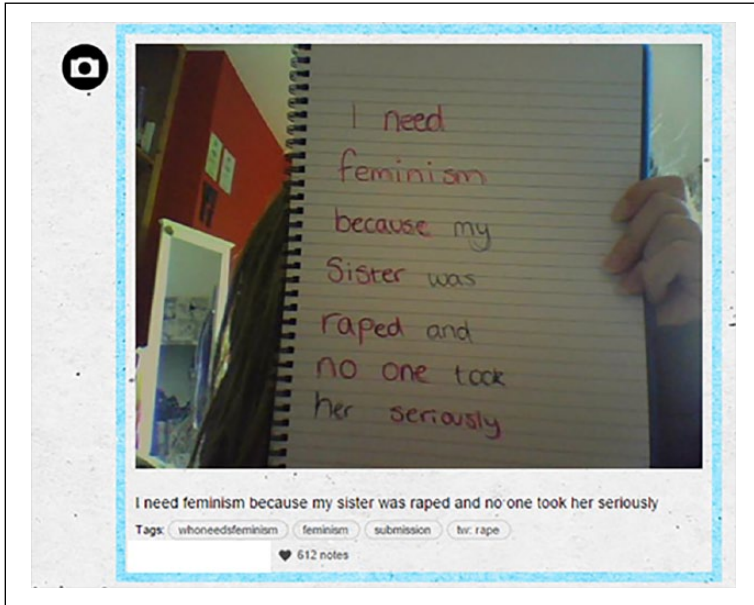 I need
feminism
because my
Sister was
raped and
no one took
her seriously
I need feminism because my sister was raped and no one took her seriously
Tags: whoneedsfeminism feminism submission tw: rape
612 notes